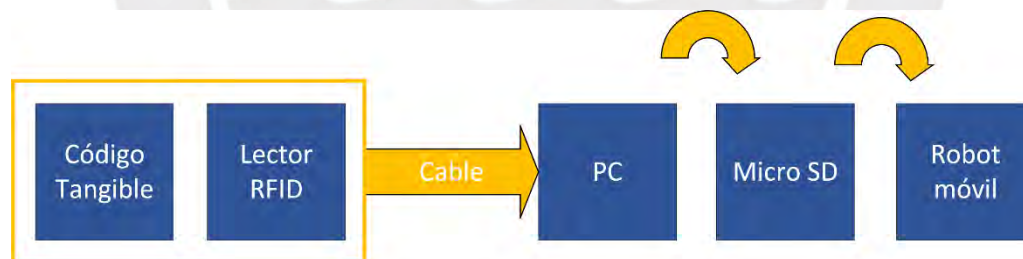 Código
Tangible
Lector
RFID
Cable
PC
Micro SD
Robot
móvil